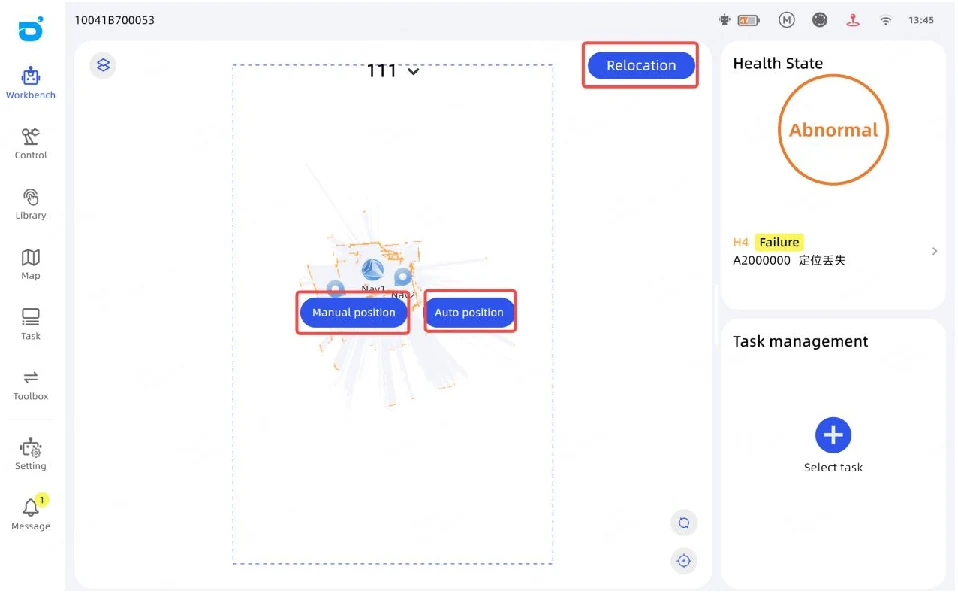 10041B700053
M
13:45
Workbench
Control
Library
Map
Task
Toolbox
Setting
1
Message
111
Relocation
Nav1
Manual position
Auto position
Health State
Abnormal
H4 Failure
A2000000 定位丢失
Task management
Select task